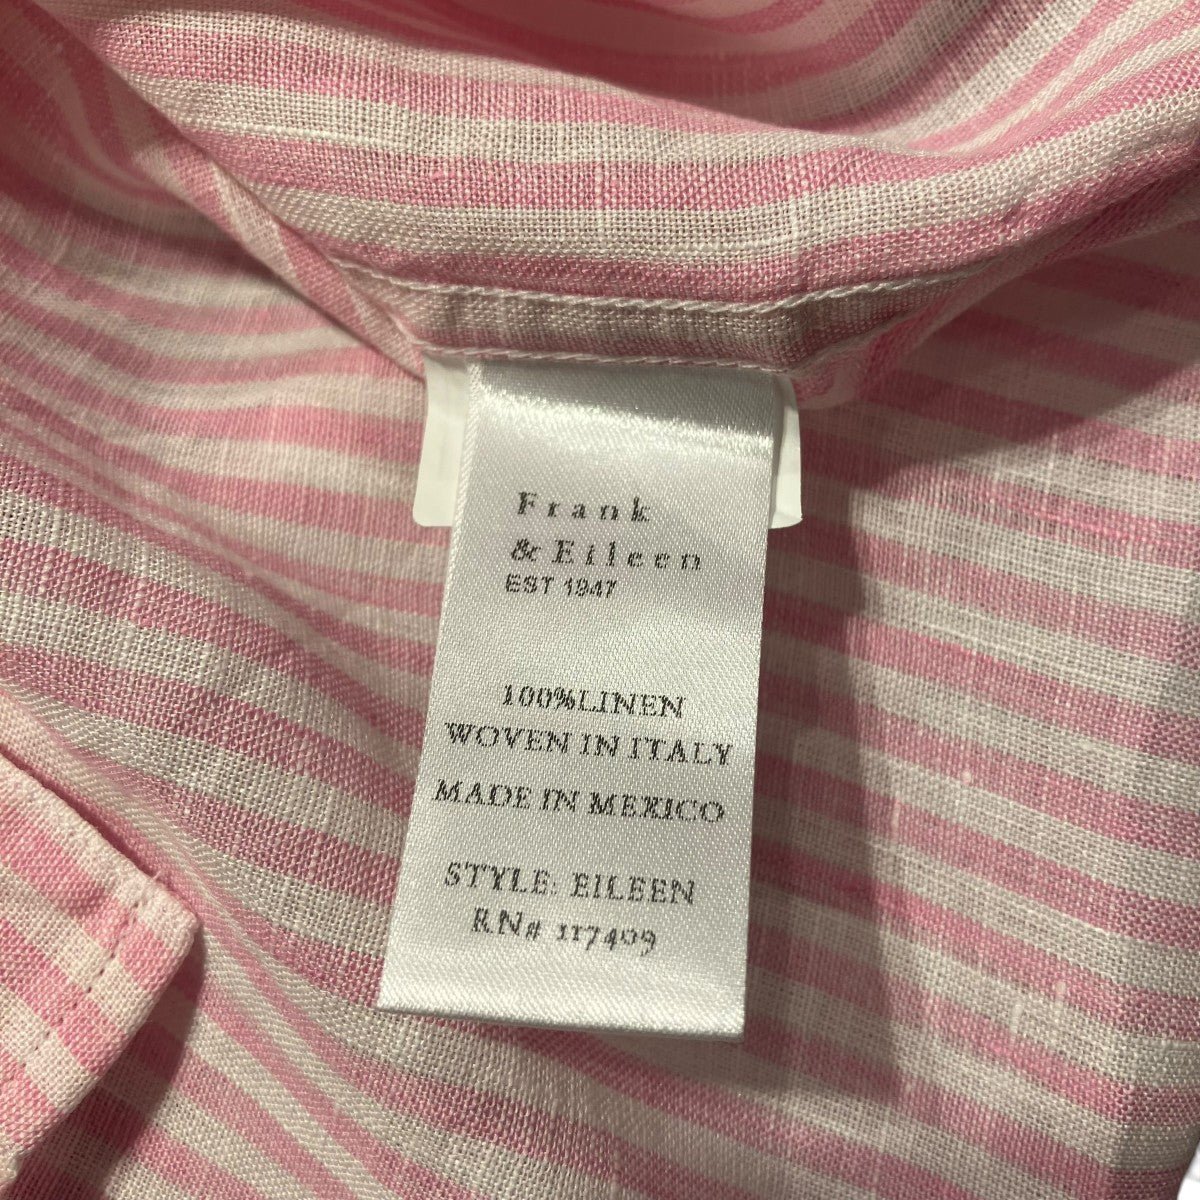 Frank
& Eileen
EST 1947
100%LINEN
WOVEN IN ITALY
MADE IN MEXICO
STYLE: EILEEN
RN# 117409